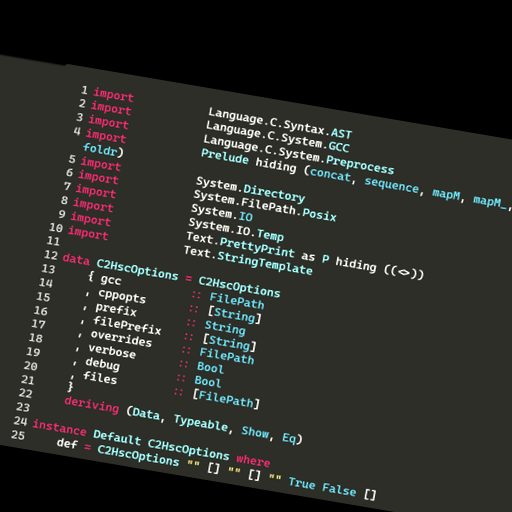 1 import Language.C.Syntax.AST
2 import Language.C.System.GCC
3 import Language.C.System.Preprocess
4 import Prelude hiding (concat, sequence, mapM, mapM_,
foldr)
5 import System.Directory
6 import System.FilePath.Posix
7 import System.IO
8 import System.IO.Temp
9 import Text.PrettyPrint as P hiding ((<>))
10 import Text.StringTemplate
11
12 data C2HscOptions = C2HscOptions
13 { gcc :: FilePath
14 , cppopts :: [String]
15 , prefix :: String
16 , filePrefix :: [String]
17 , overrides :: FilePath
18 , verbose :: Bool
19 , debug :: Bool
20 , files :: [FilePath]
21 }
22 deriving (Data, Typeable, Show, Eq)
23
24 instance Default C2HscOptions where
25 def = C2HscOptions "" [] "" [] "" True False []